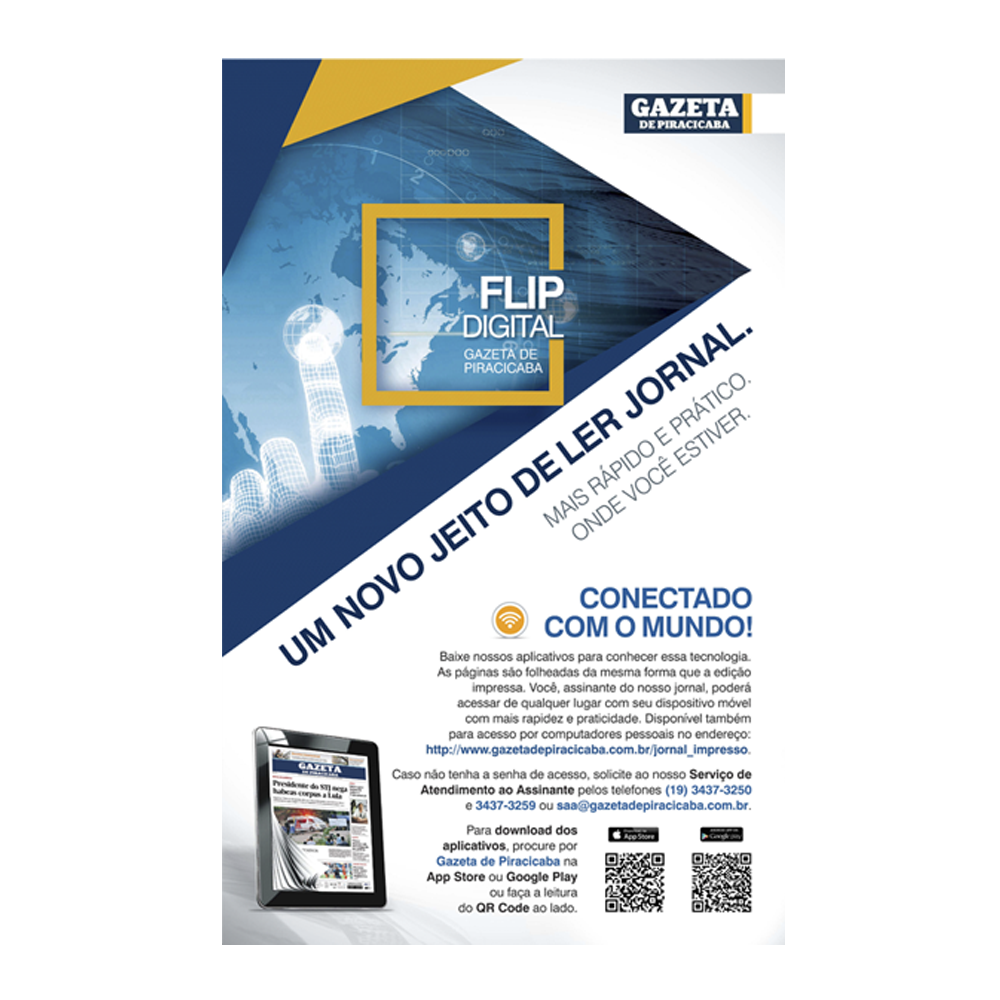 GAZETA
DE PIRACICABA
FLIP
DIGITAL
GAZETA DE
PIRACICABA
UM NOVO JEITO DE LER JORNAL.
MAIS RÁPIDO E PRÁTICO.
ONDE VOCÊ ESTIVER.
CONECTADO
COM O MUNDO!
Baixe nossos aplicativos para conhecer essa tecnologia.
As páginas são folheadas da mesma forma que a edição
impressa. Você, assinante do nosso jornal, poderá
acessar de qualquer lugar com seu dispositivo móvel
com mais rapidez e praticidade. Disponível também
para acesso por computadores pessoais no endereço:
http://www.gazetadepiracicaba.com.br/jornal_impresso.
Caso não tenha a senha de acesso, solicite ao nosso Serviço de
Atendimento ao Assinante pelos telefones (19) 3437-3250
e 3437-3259 ou saa@gazetadepiracicaba.com.br.
Para download dos
aplicativos, procure por
Gazeta de Piracicaba na
App Store ou Google Play
ou faça a leitura
do QR Code ao lado.
App Store
Google play
GAZETA
DE PIRACICABA
Presidente do STJ nega
habeas corpus a Lula